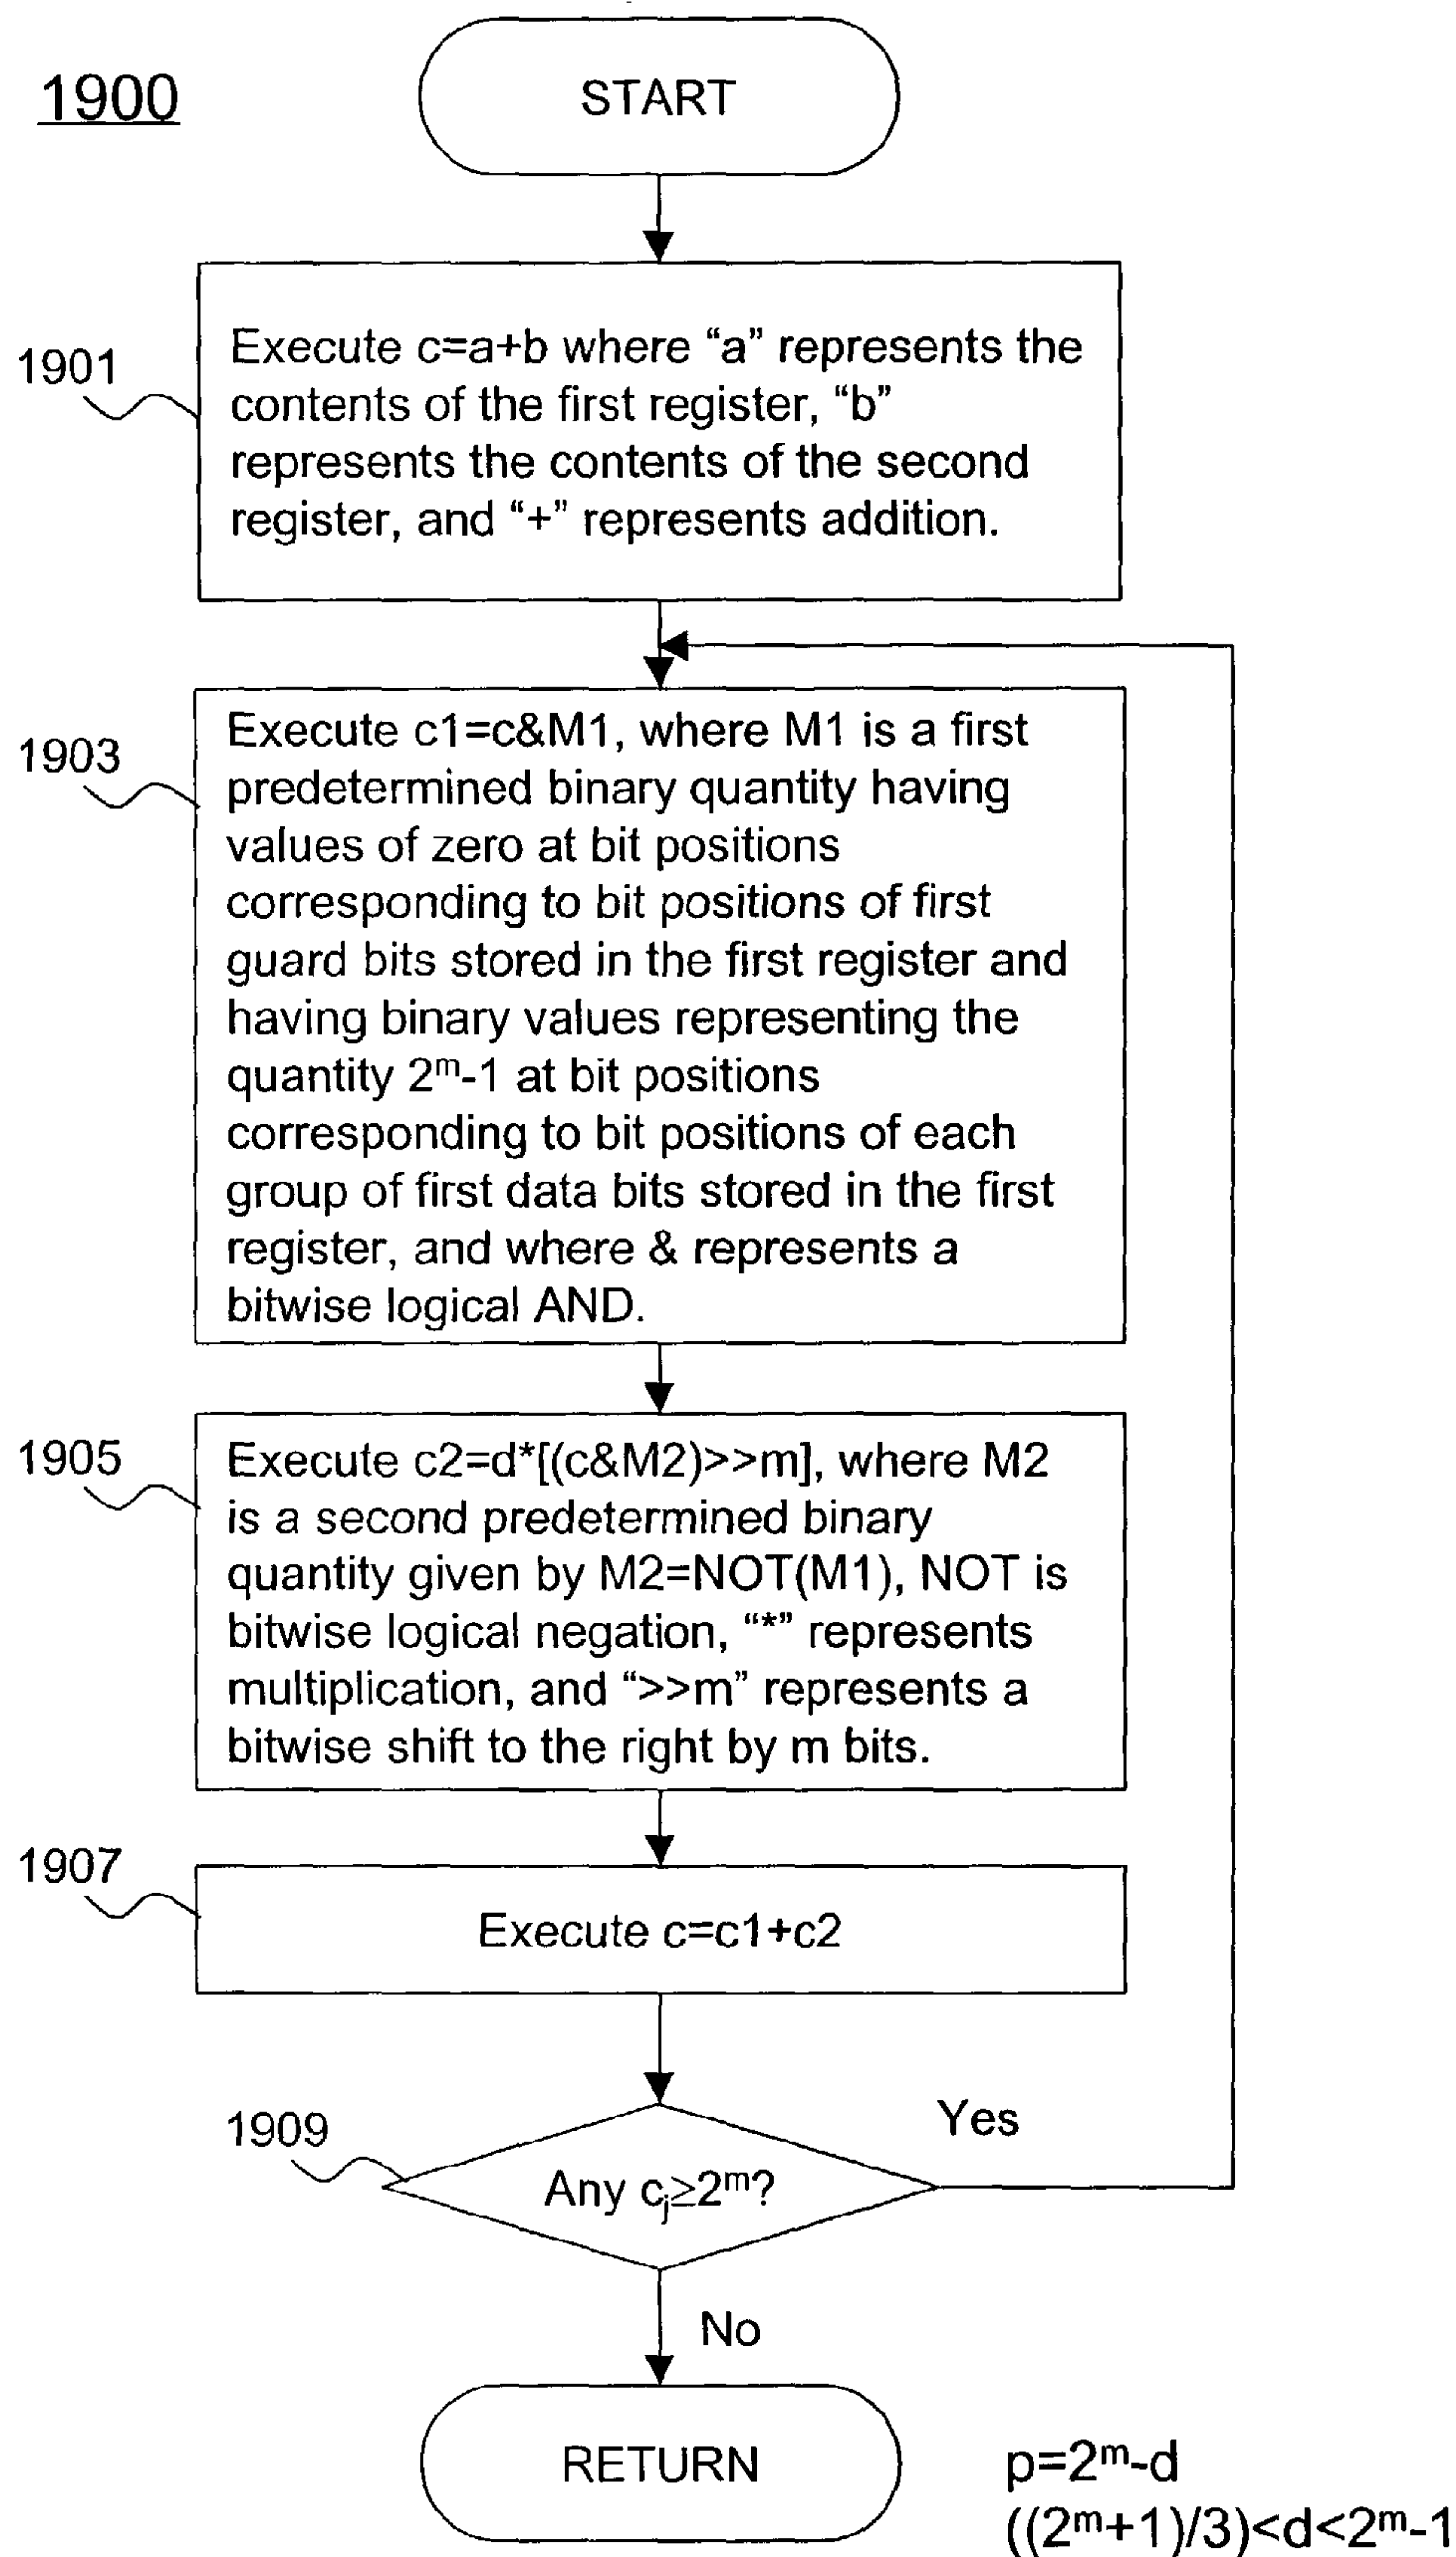 1900
START
1901
Execute c=a+b where “a” represents the
contents of the first register, “b”
represents the contents of the second
register, and “+” represents addition.
1903
Execute c1=c&M1, where M1 is a first
predetermined binary quantity having
values of zero at bit positions
corresponding to bit positions of first
guard bits stored in the first register and
having binary values representing the
quantity 2ᵐ-1 at bit positions
corresponding to bit positions of each
group of first data bits stored in the first
register, and where & represents a
bitwise logical AND.
1905
Execute c2=d*[(c&M2)>>m], where M2
is a second predetermined binary
quantity given by M2=NOT(M1), NOT is
bitwise logical negation, “*” represents
multiplication, and “>>m” represents a
bitwise shift to the right by m bits.
1907
Execute c=c1+c2
1909
Any cⱼ≥2ᵐ?
Yes
No
RETURN
p=2ᵐ-d
((2ᵐ+1)/3)<d<2ᵐ-1